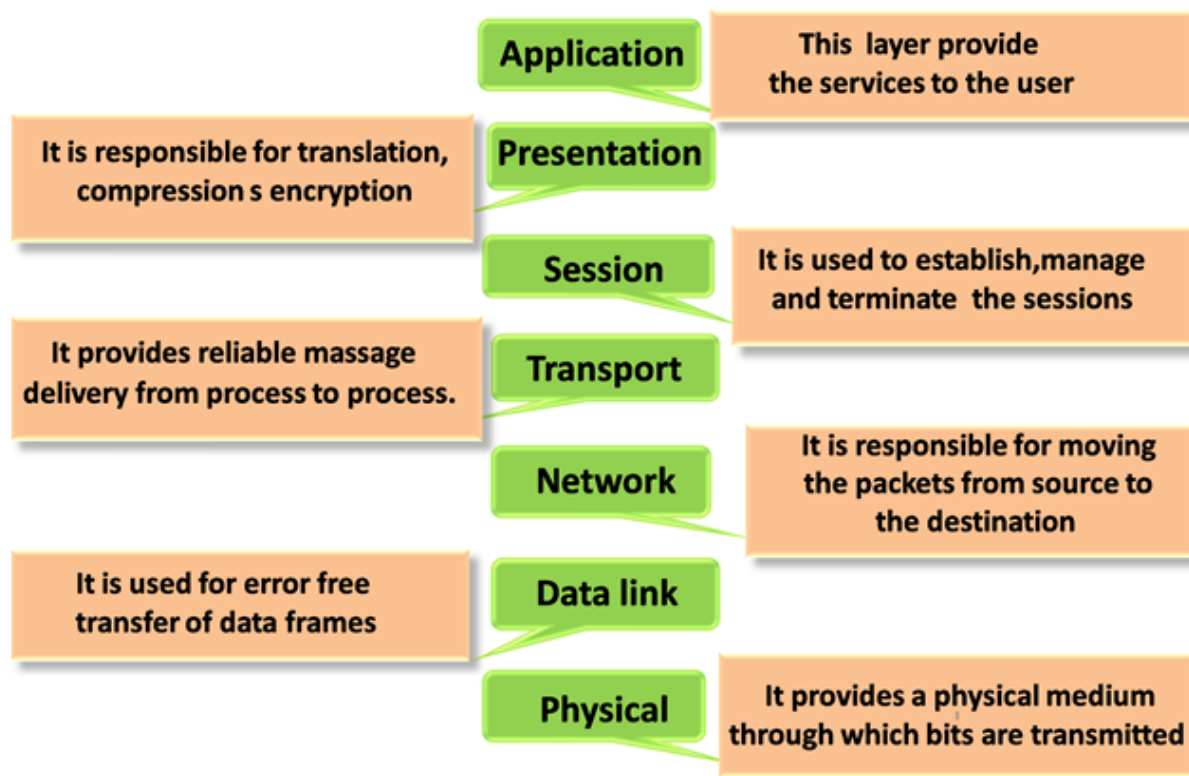 Application
This layer provide
the services to the user
Presentation
It is responsible for translation,
compression s encryption
Session
It is used to establish,manage
and terminate the sessions
Transport
It provides reliable massage
delivery from process to process.
Network
It is responsible for moving
the packets from source to
the destination
Data link
It is used for error free
transfer of data frames
Physical
It provides a physical medium
through which bits are transmitted